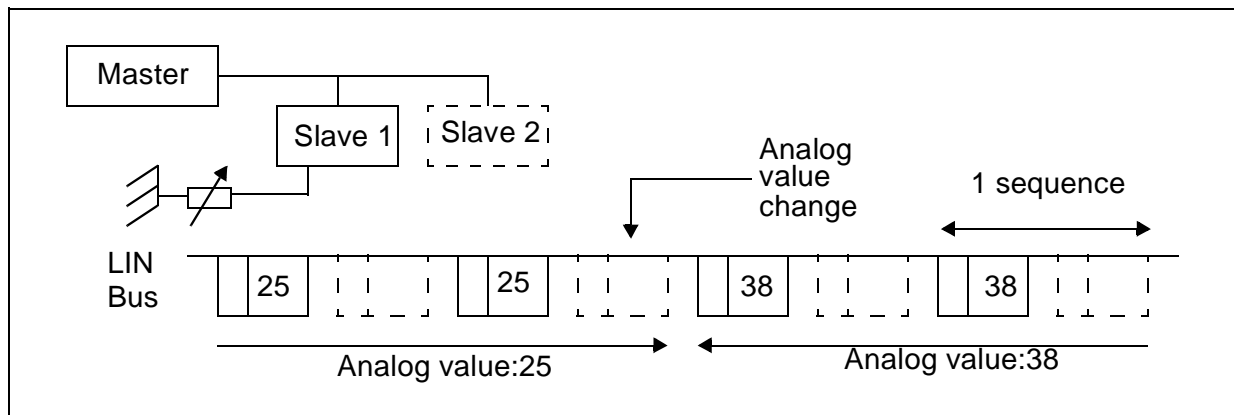 Master
Slave 1
Slave 2
Analog
value
change
1 sequence
LIN
Bus
25
25
38
38
Analog value:25
Analog value:38